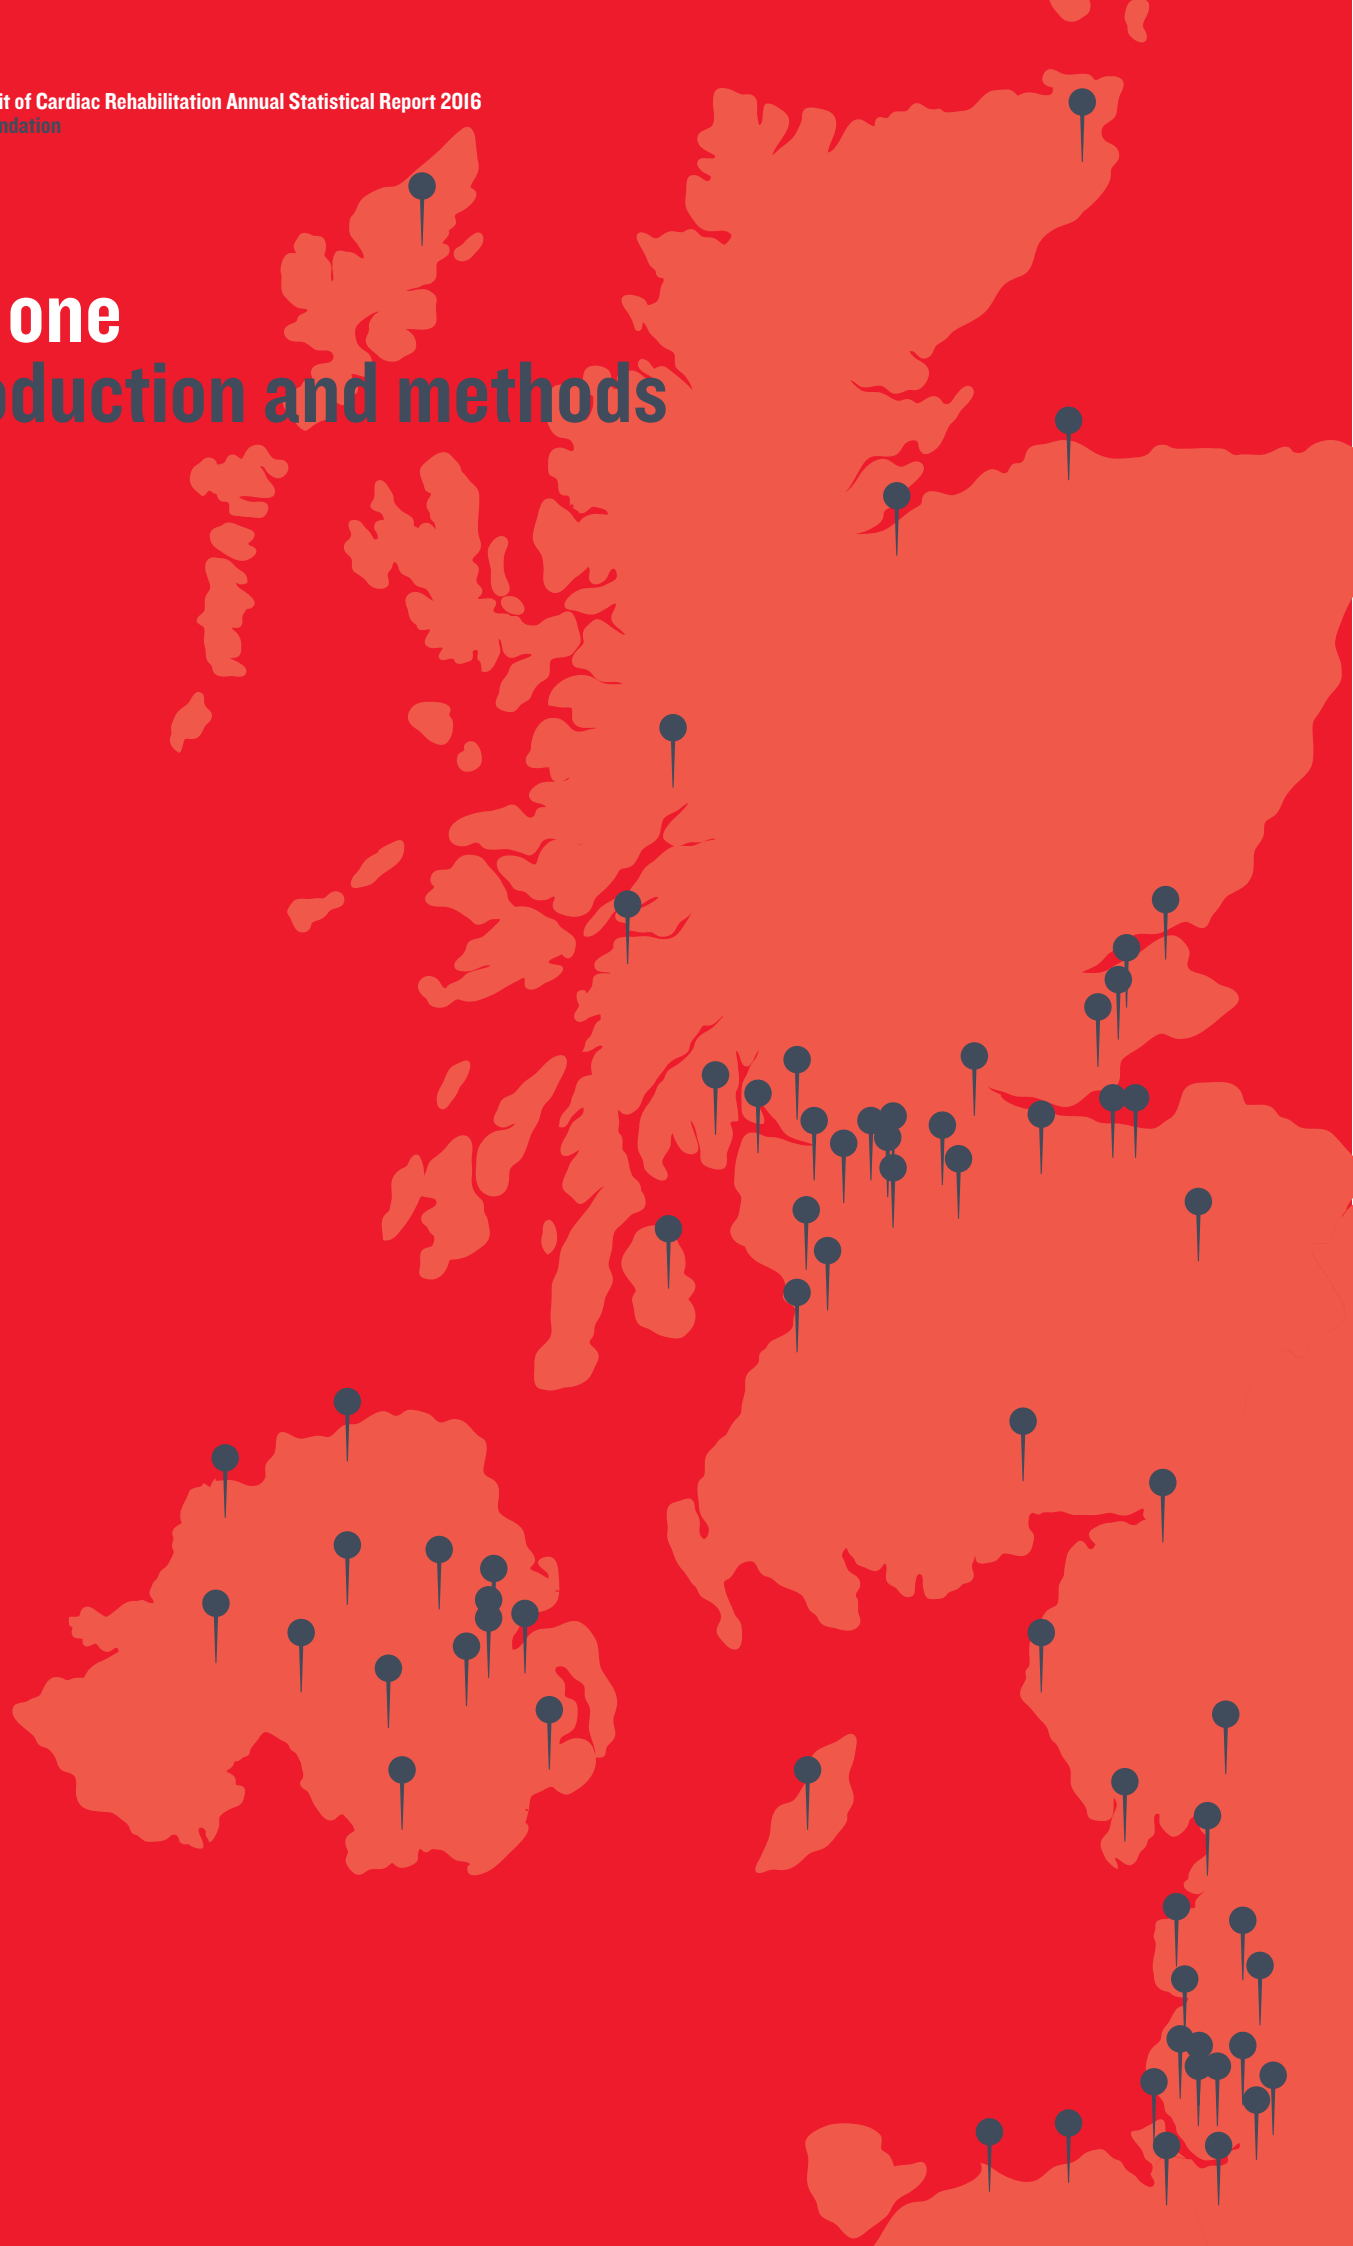 it of Cardiac Rehabilitation Annual Statistical Report 2016
ndation
one
oduction and methods